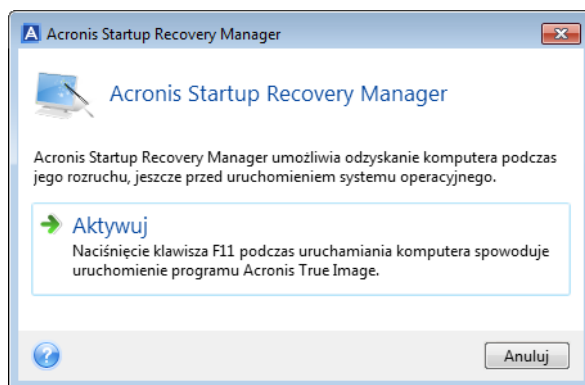 Acronis Startup Recovery Manager
Acronis Startup Recovery Manager
Acronis Startup Recovery Manager umożliwia odzyskanie komputera podczas
jego rozruchu, jeszcze przed uruchomieniem systemu operacyjnego.
Aktywuj
Naciśnięcie klawisza F11 podczas uruchamiania komputera spowoduje
uruchomienie programu Acronis True Image.
Anuluj